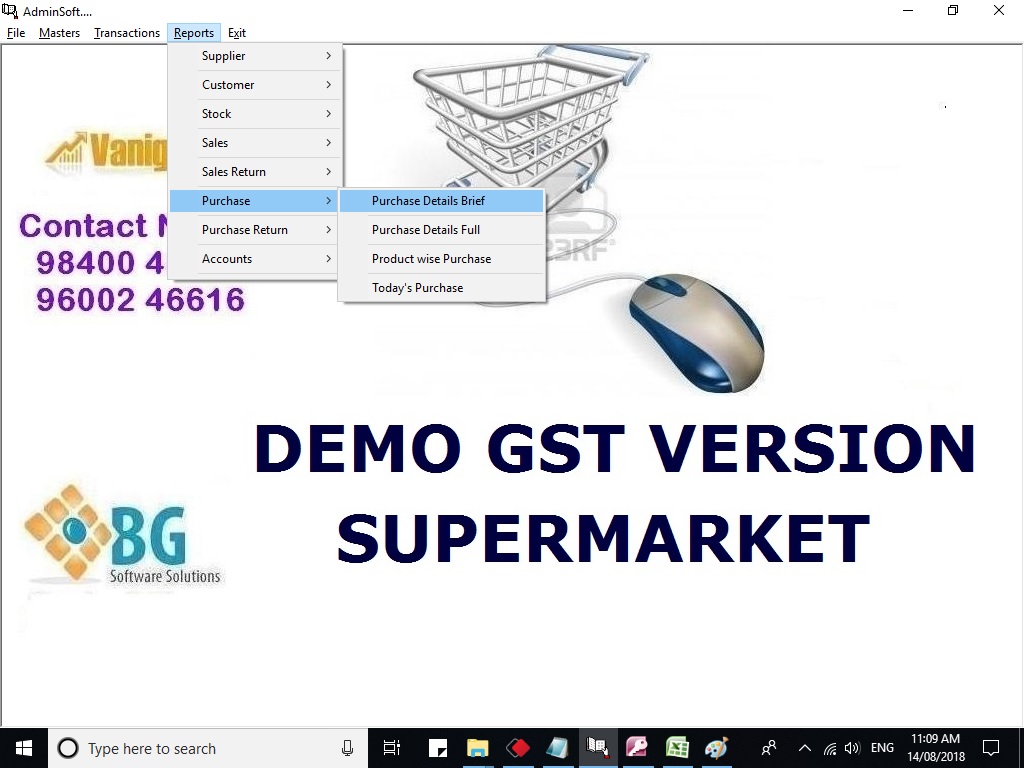 AdminSoft....
File Masters Transactions Reports Exit
Supplier
Customer
Stock
Sales
Sales Return
Purchase
Purchase Return
Accounts
Purchase Details Brief
Purchase Details Full
Product wise Purchase
Today's Purchase
Vanig
Contact
98400 4
96002 46616
DEMO GST VERSION
SUPERMARKET
BG
Software Solutions
Type here to search
ENG
11:09 AM
14/08/2018